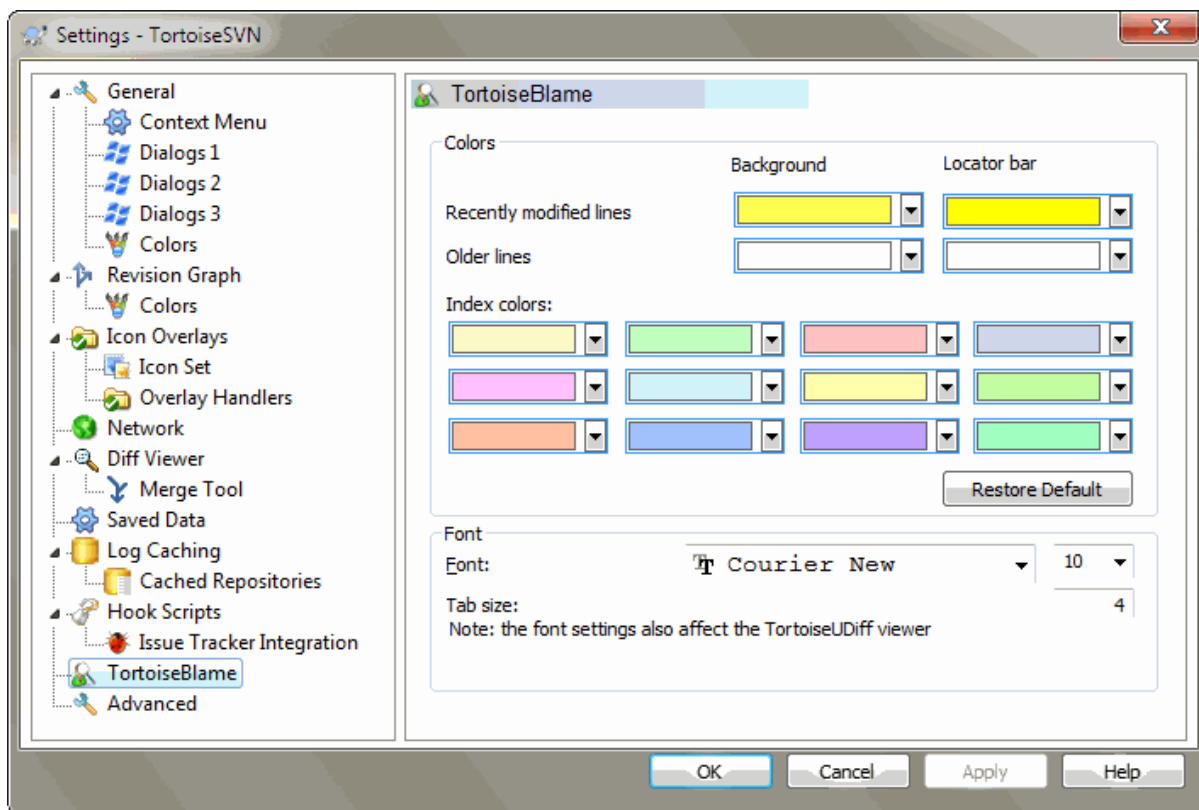 Settings - TortoiseSVN
General
Context Menu
Dialogs 1
Dialogs 2
Dialogs 3
Colors
Revision Graph
Colors
Icon Overlays
Icon Set
Overlay Handlers
Network
Diff Viewer
Merge Tool
Saved Data
Log Caching
Cached Repositories
Hook Scripts
Issue Tracker Integration
TortoiseBlame
Advanced
TortoiseBlame
Colors
Background Locator bar
Recently modified lines
Older lines
Index colors:
Restore Default
Font
Font: Courier New 10
Tab size: 4
Note: the font settings also affect the TortoiseUDiff viewer
OK Cancel Apply Help